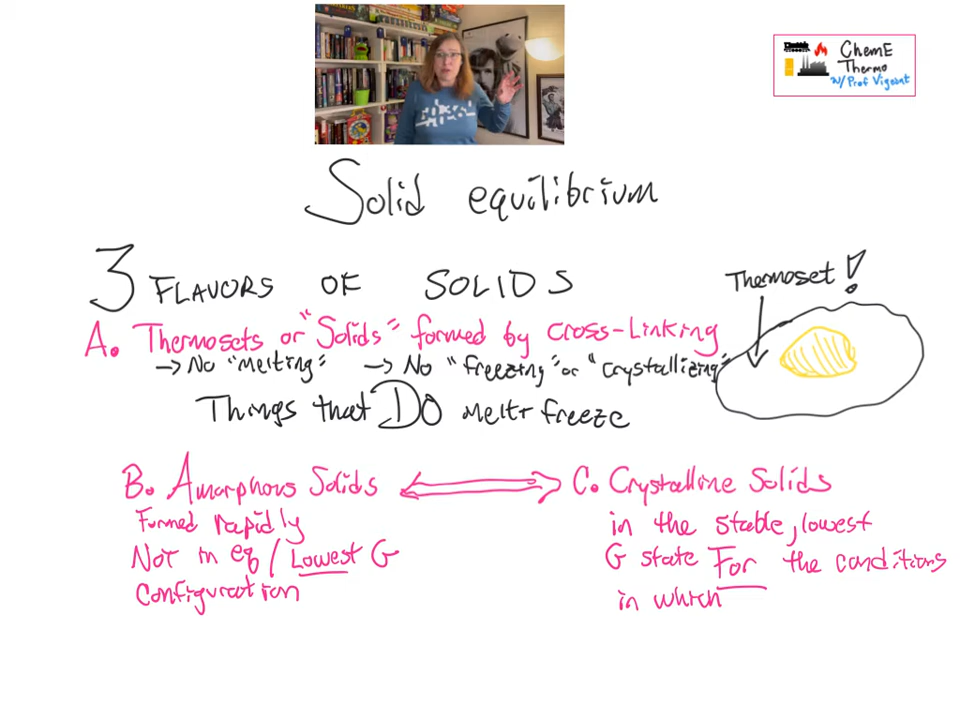 ChemE
Thermo
w/ Prof Vigeant
Solid equilibrium
3 FLAVORS OF SOLIDS
Thermoset!
A. Thermosets or "Solids" formed by cross-Linking
→ No "melting" → No "freezing" or "crystallizing"
Things that DO melt + freeze
B. Amorphous Solids
Formed rapidly
Not in eq / Lowest G
configuration
C. Crystalline Solids
in the stable, lowest
G state For the conditions
in which